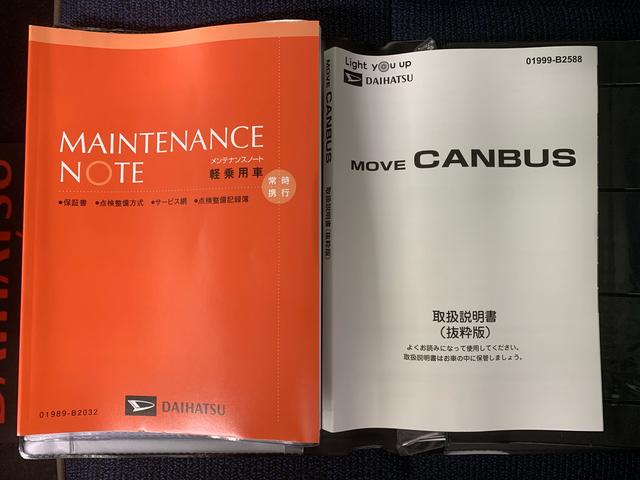 MAINTENANCE
NOTE
メンテナンスノート
軽乗用車
常時
携行
●保証書 ●点検整備方式 ●サービス網 ●点検整備記録簿
01989-B2032
DAIHATSU
MOVE CANBUS
取扱説明書(抜粋版)
Light you up
DAIHATSU
01999-B2588
MOVE CANBUS
取扱説明書
(抜粋版)
よくお読みになって使用してください。
取扱説明書はお車の中に保管しましょう。
DAIHATSU